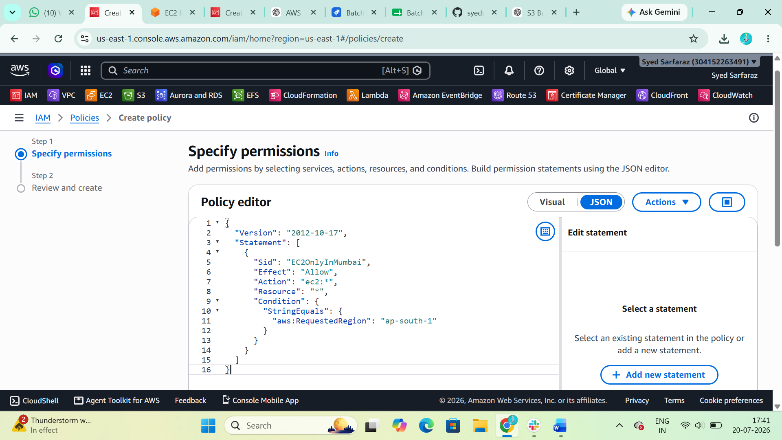 (10) \
Creat
EC2 I
Creat
AWS
Batch
Batch
syed
S3 Ba
Ask Gemini
us-east-1.console.aws.amazon.com/iam/home?region=us-east-1#/policies/create
aws
Search
[Alt+S]
Global
Syed Sarfaraz (304152263491)
Syed Sarfaraz
IAM
VPC
EC2
S3
Aurora and RDS
EFS
CloudFormation
Lambda
Amazon EventBridge
Route 53
Certificate Manager
CloudFront
CloudWatch
IAM
Policies
Create policy
Step 1
Specify permissions
Step 2
Review and create
Specify permissions Info
Add permissions by selecting services, actions, resources, and conditions. Build permission statements using the JSON editor.
Policy editor
Visual
JSON
Actions
1 {
2 "Version": "2012-10-17",
3 "Statement": [
4 {
5 "Sid": "EC2OnlyInMumbai",
6 "Effect": "Allow",
7 "Action": "ec2:*",
8 "Resource": "*",
9 "Condition": {
10 "StringEquals": {
11 "aws:RequestedRegion": "ap-south-1"
12 }
13 }
14 }
15 ]
16 }
Edit statement
Select a statement
Select an existing statement in the policy or
add a new statement.
+ Add new statement
CloudShell
Agent Toolkit for AWS
Feedback
Console Mobile App
© 2026, Amazon Web Services, Inc. or its affiliates.
Privacy
Terms
Cookie preferences
2
Thunderstorm w...
In effect
Search
ENG
IN
17:41
20-07-2026